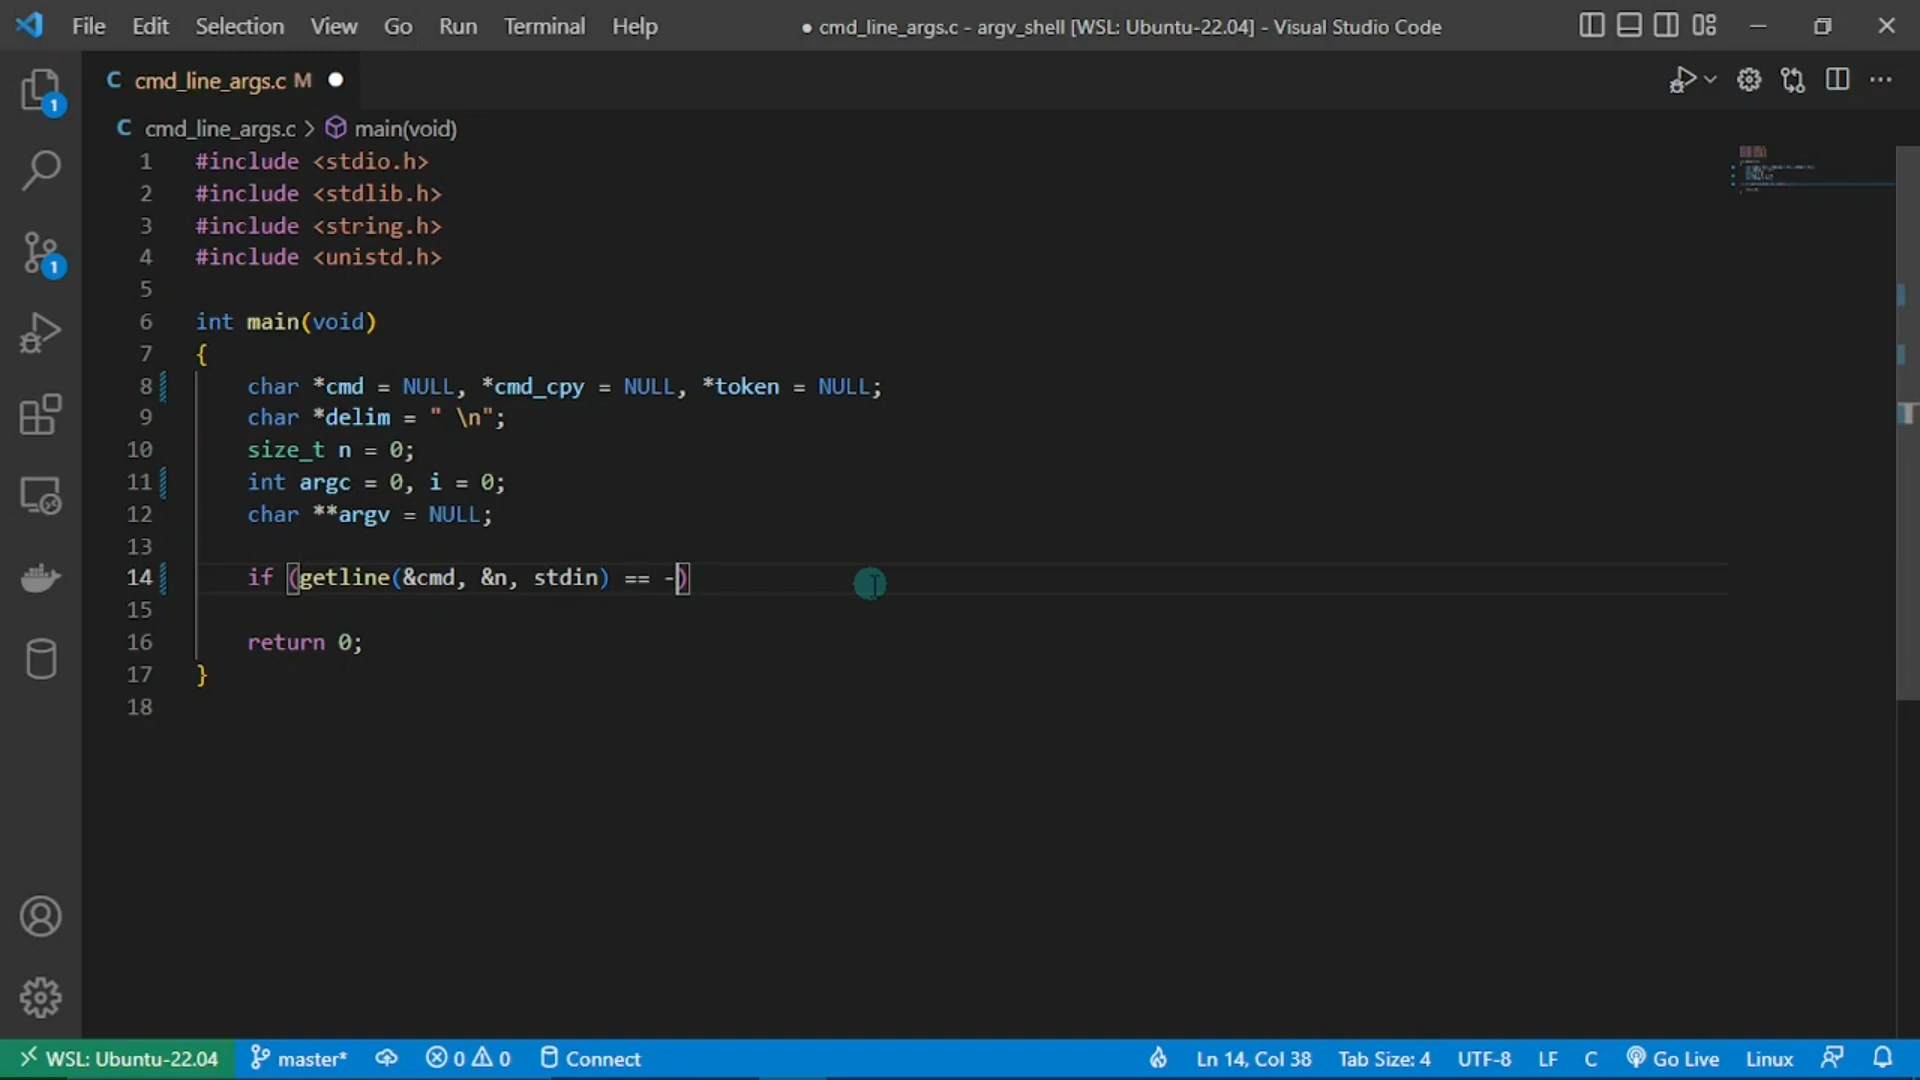 File Edit Selection View Go Run Terminal Help ● cmd_line_args.c - argv_shell [WSL: Ubuntu-22.04] - Visual Studio Code
C cmd_line_args.c M ●
1
C cmd_line_args.c > main(void)
1 #include <stdio.h>
2 #include <stdlib.h>
3 #include <string.h>
4 #include <unistd.h>
1
5
6 int main(void)
7 {
8     char *cmd = NULL, *cmd_cpy = NULL, *token = NULL;
9     char *delim = " \n";
10     size_t n = 0;
11     int argc = 0, i = 0;
12     char **argv = NULL;
13
14     if (getline(&cmd, &n, stdin) == -)
15
16     return 0;
17 }
18
WSL: Ubuntu-22.04 master* 0 0 Connect Ln 14, Col 38 Tab Size: 4 UTF-8 LF C Go Live Linux